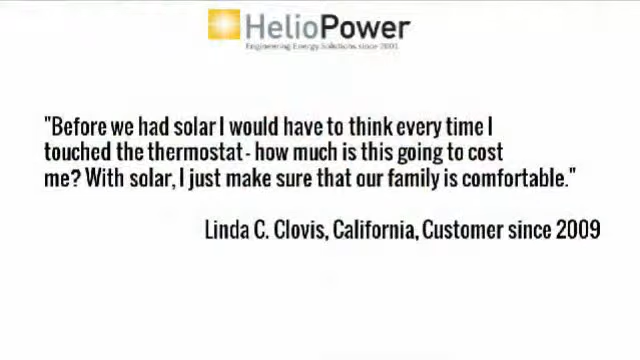 HelioPower
Engineering Energy Solutions since 2001
"Before we had solar I would have to think every time I
touched the thermostat - how much is this going to cost
me? With solar, I just make sure that our family is comfortable."
Linda C. Clovis, California, Customer since 2009